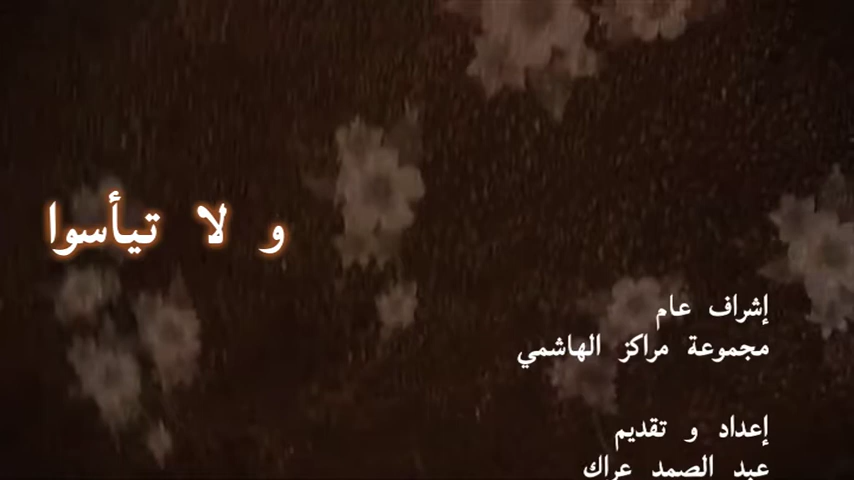 و لا تيأسوا
إشراف عام
مجموعة مراكز الهاشمي
إعداد و تقديم
عبد الصمد عراك